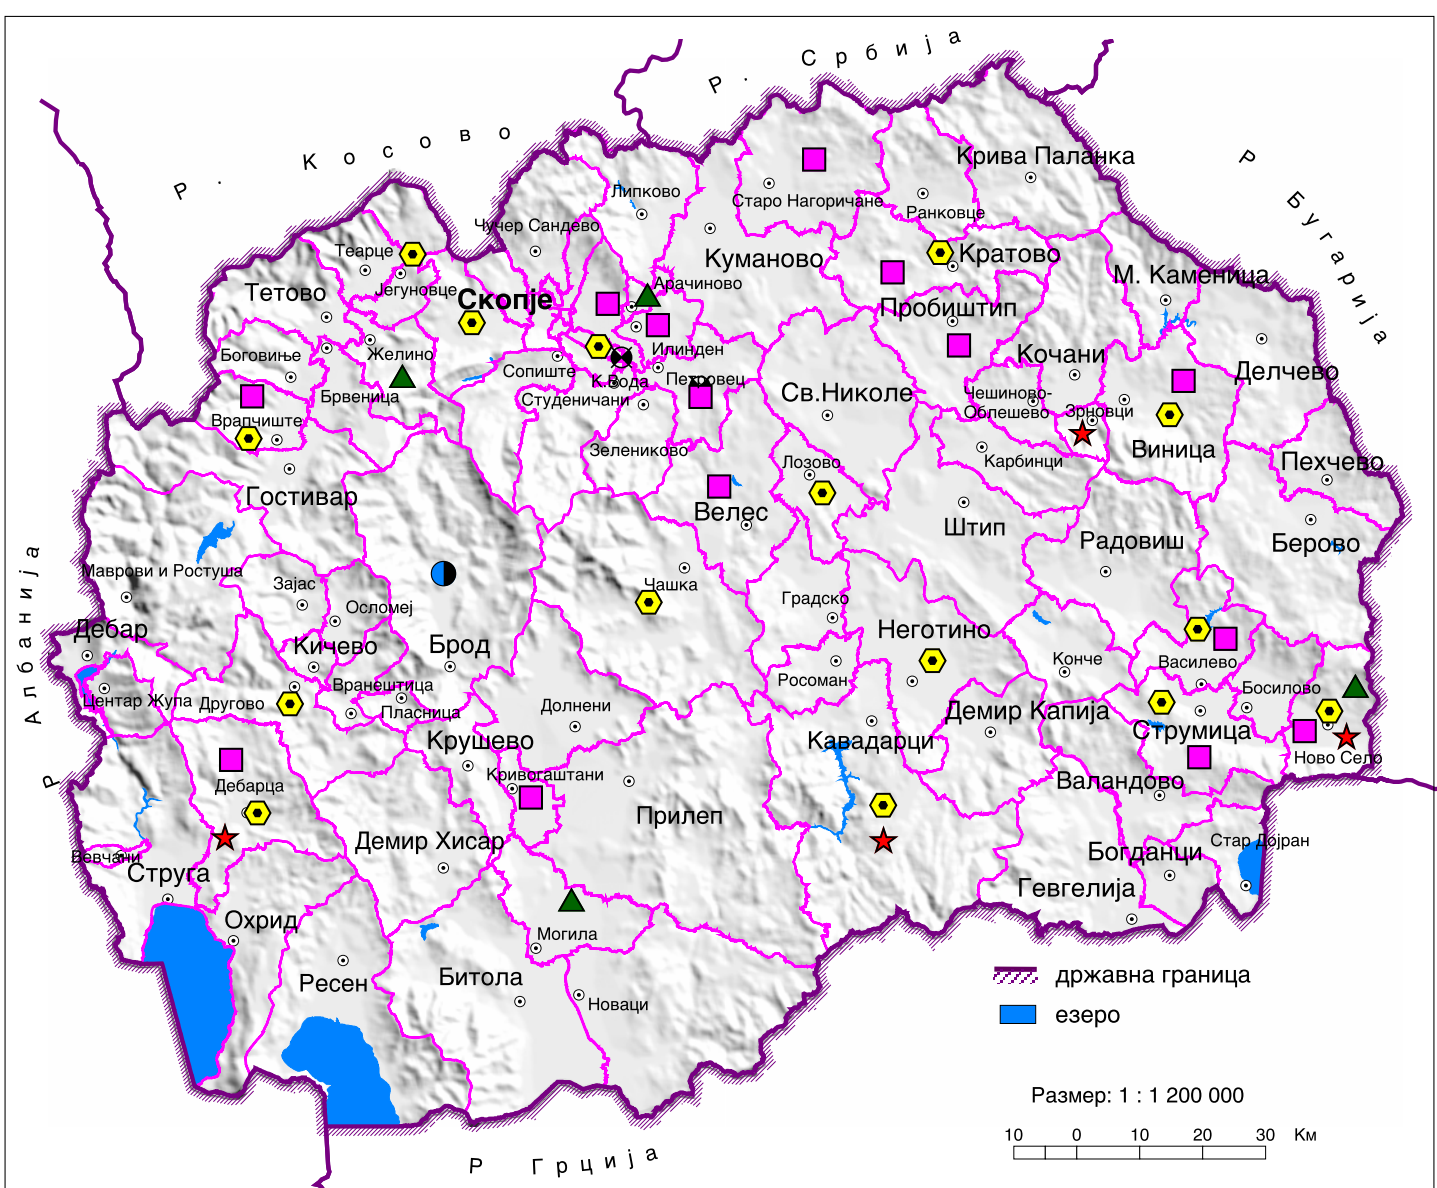 Р. Србија
Р. Косово
Р Бугарија
Крива Паланка
Липково
Старо Нагоричане
Ранковце
Чучер Сандево
Теарце
Куманово
Кратово
М. Каменица
Јегуновце
Арачиново
Тетово
Скопје
Пробиштип
Боговиње
Желино
Илинден
Кочани
Сопиште
К.Вода
Петровец
Делчево
Св.Николе
Брвеница
Студеничани
Чешиново-
Облешево
Зрновци
Врапчиште
Зелениково
Виница
Лозово
Карбинци
Пехчево
Гостивар
Велес
Штип
Радовиш
Берово
Маврови и Ростуша
Зајас
Чашка
Осломеј
Градско
Дебар
Неготино
Кичево
Брод
Конче
Василево
Вранештица
Росоман
Центар Жупа
Другово
Босилово
Пласница
Долнени
Демир Капија
Струмица
Крушево
Кавадарци
Ново Село
Кривогаштани
Дебарца
Валандово
Прилеп
Демир Хисар
Стар Дојран
Вевчани
Богданци
Струга
Гевгелија
Охрид
Могила
Битола
Ресен
Новаци
Р Албанија
Р Грција
државна граница
езеро
Размер: 1 : 1 200 000
10 0 10 20 30 Км